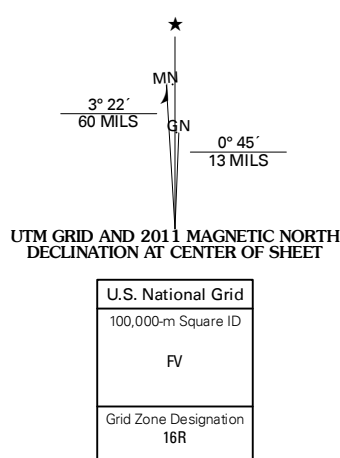 ★
MN
3° 22´
60 MILS
GN
0° 45´
13 MILS
UTM GRID AND 2011 MAGNETIC NORTH
DECLINATION AT CENTER OF SHEET
U.S. National Grid
100,000-m Square ID
FV
Grid Zone Designation
16R